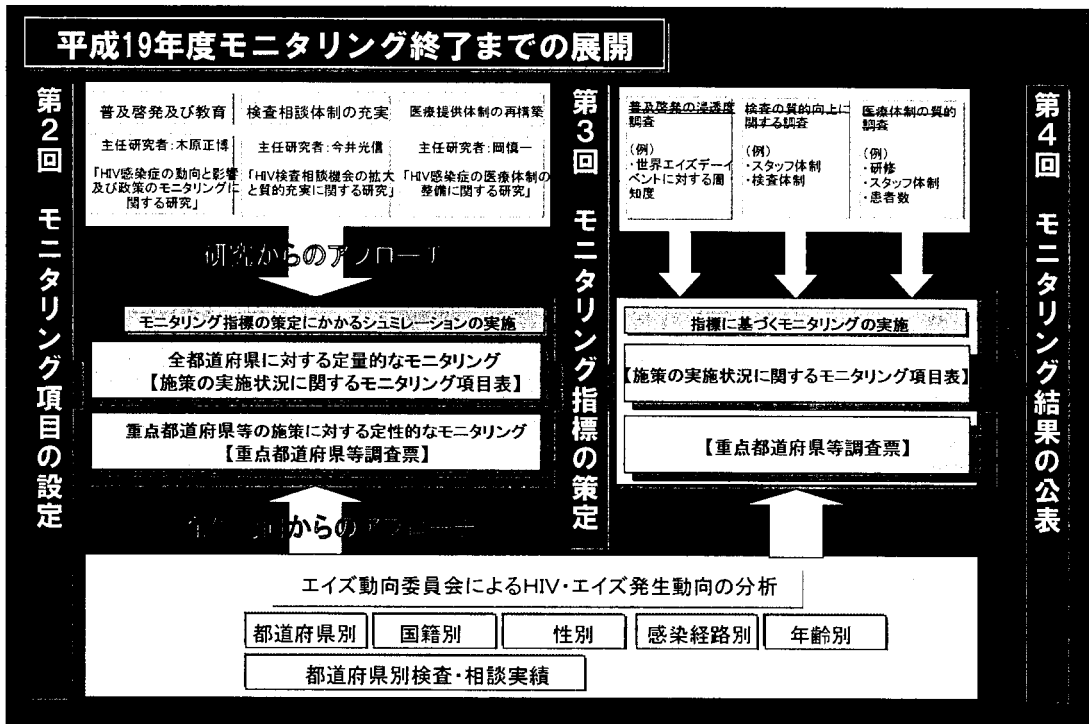 平成19年度モニタリング終了までの展開
第2回 モニタリング項目の設定
普及啓発及び教育
主任研究者:木原正博
「HIV感染症の動向と影響
及び政策のモニタリングに
関する研究」
検査相談体制の充実
主任研究者:今井光信
「HIV検査相談機会の拡大
と質的充実に関する研究」
医療提供体制の再構築
主任研究者:岡慎一
「HIV感染症の医療体制の
整備に関する研究」
研究からのアプローチ
モニタリング指標の策定にかかるシュミレーションの実施
全都道府県に対する定量的なモニタリング
【施策の実施状況に関するモニタリング項目表】
重点都道府県等の施策に対する定性的なモニタリング
【重点都道府県等調査票】
からのアプローチ
第3回 モニタリング指標の策定
普及啓発の浸透度
調査
(例)
・世界エイズデーイ
ベントに対する周
知度
検査の質的向上に
関する調査
(例)
・スタッフ体制
・検査体制
医療体制の質的
調査
(例)
・研修
・スタッフ体制
・患者数
指標に基づくモニタリングの実施
【施策の実施状況に関するモニタリング項目表】
【重点都道府県等調査票】
第4回 モニタリング結果の公表
エイズ動向委員会によるHIV・エイズ発生動向の分析
都道府県別
国籍別
性別
感染経路別
年齢別
都道府県別検査・相談実績